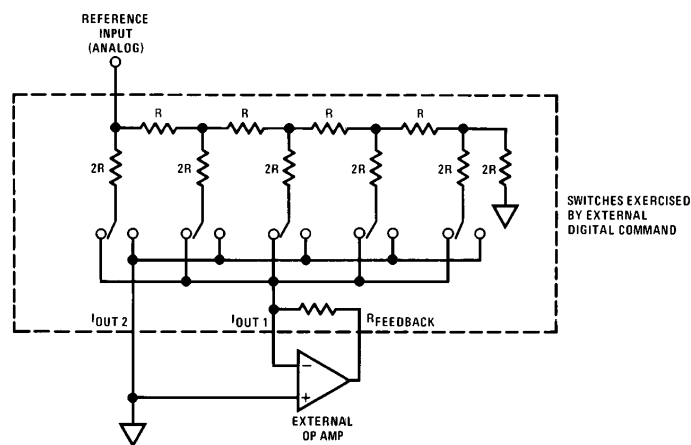 REFERENCE
INPUT
(ANALOG)
R R R R
2R 2R 2R 2R 2R 2R
SWITCHES EXERCISED
BY EXTERNAL
DIGITAL COMMAND
IOUT 2 IOUT 1 RFEEDBACK
−
+
EXTERNAL
OP AMP